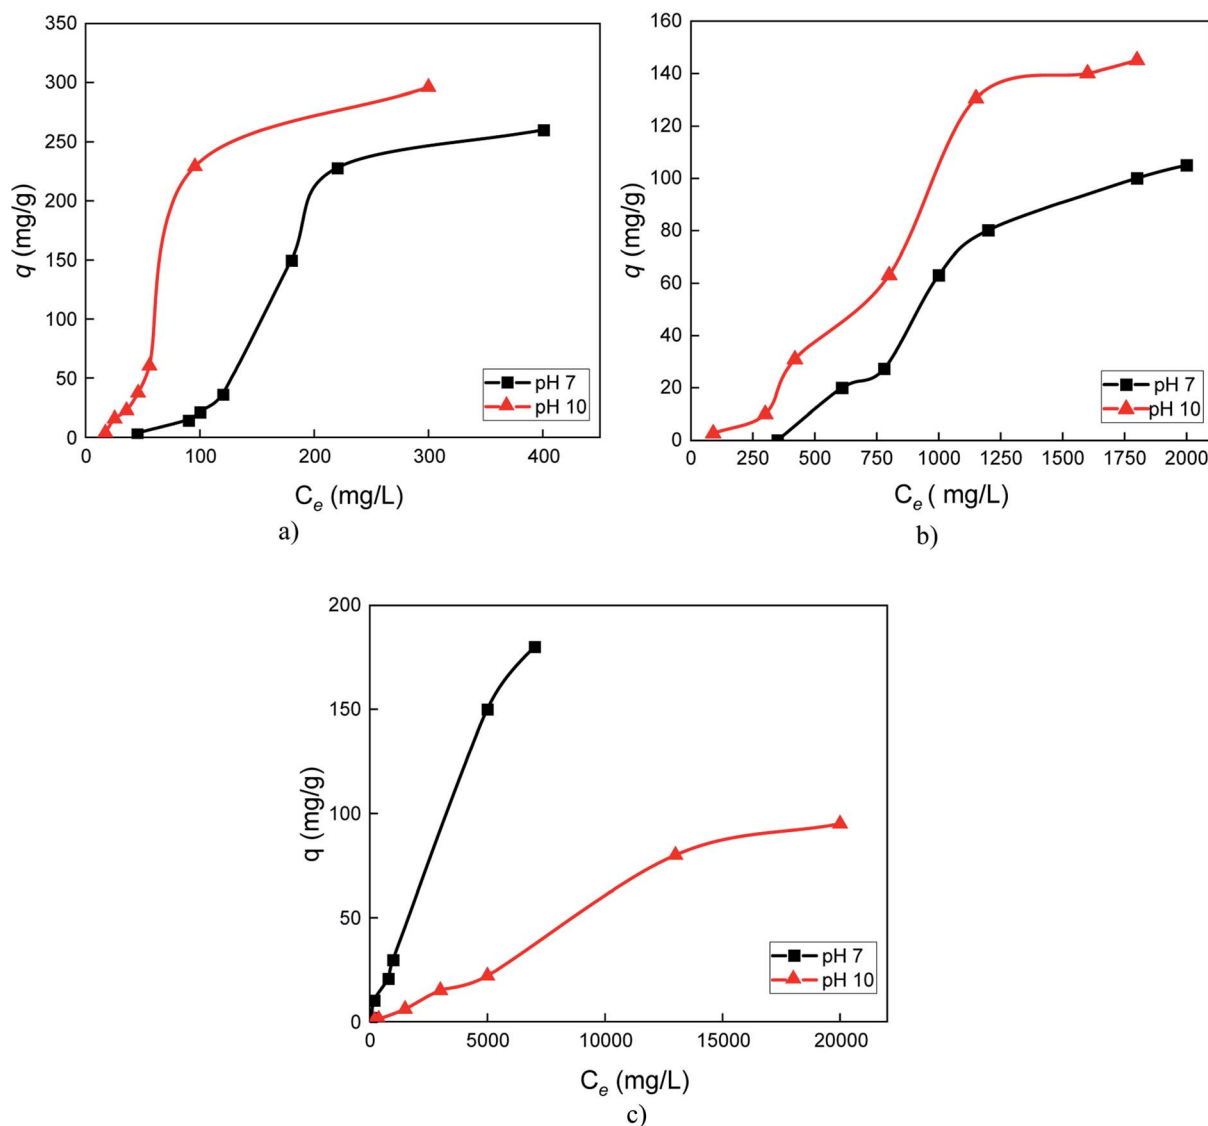 350
300
250
200
150
100
50
0
q (mg/g)
0 100 200 300 400
Ce (mg/L)
pH 7
pH 10
a)
160
140
120
100
80
60
40
20
0
q (mg/g)
0 250 500 750 1000 1250 1500 1750 2000
Ce ( mg/L)
pH 7
pH 10
b)
200
150
100
50
0
q (mg/g)
0 5000 10000 15000 20000
Ce (mg/L)
pH 7
pH 10
c)